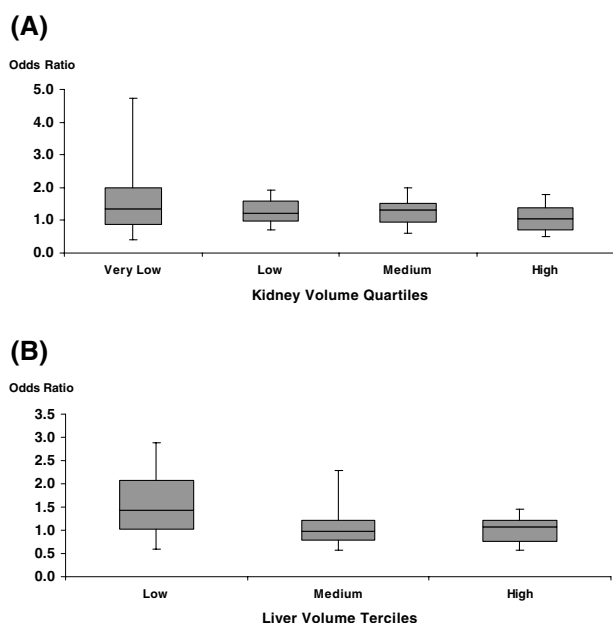 (A)
Odds Ratio
5.0
4.0
3.0
2.0
1.0
0.0
Very Low Low Medium High
Kidney Volume Quartiles
(B)
Odds Ratio
3.5
3.0
2.5
2.0
1.5
1.0
0.5
0.0
Low Medium High
Liver Volume Terciles